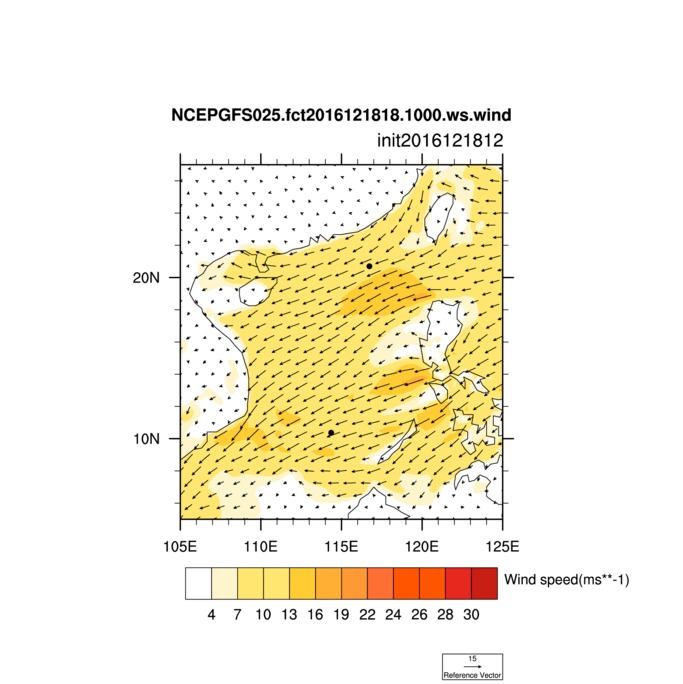 NCEPGFS025.fct2016121818.1000.ws.wind
init2016121812
20N
10N
105E 110E 115E 120E 125E
Wind speed(ms**-1)
4 7 10 13 16 19 22 24 26 28 30
15
Reference Vector